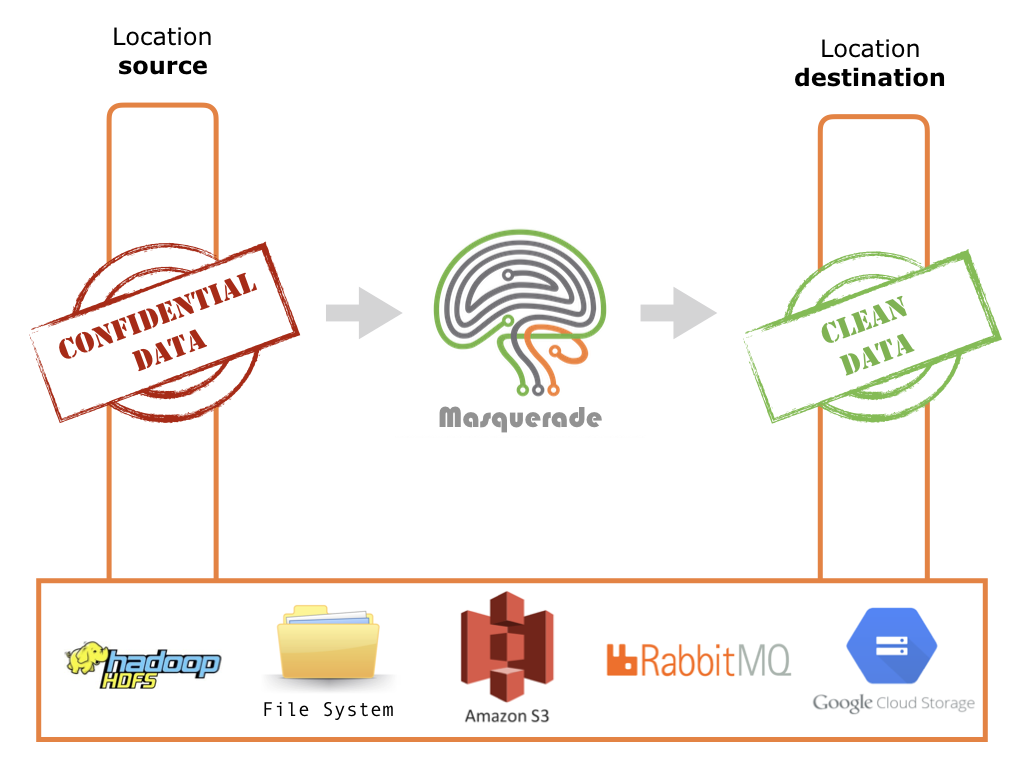 Location
source
Location
destination
CONFIDENTIAL
DATA
CLEAN
DATA
Masquerade
hadoop
HDFS
File System
Amazon S3
RabbitMQ
Google Cloud Storage